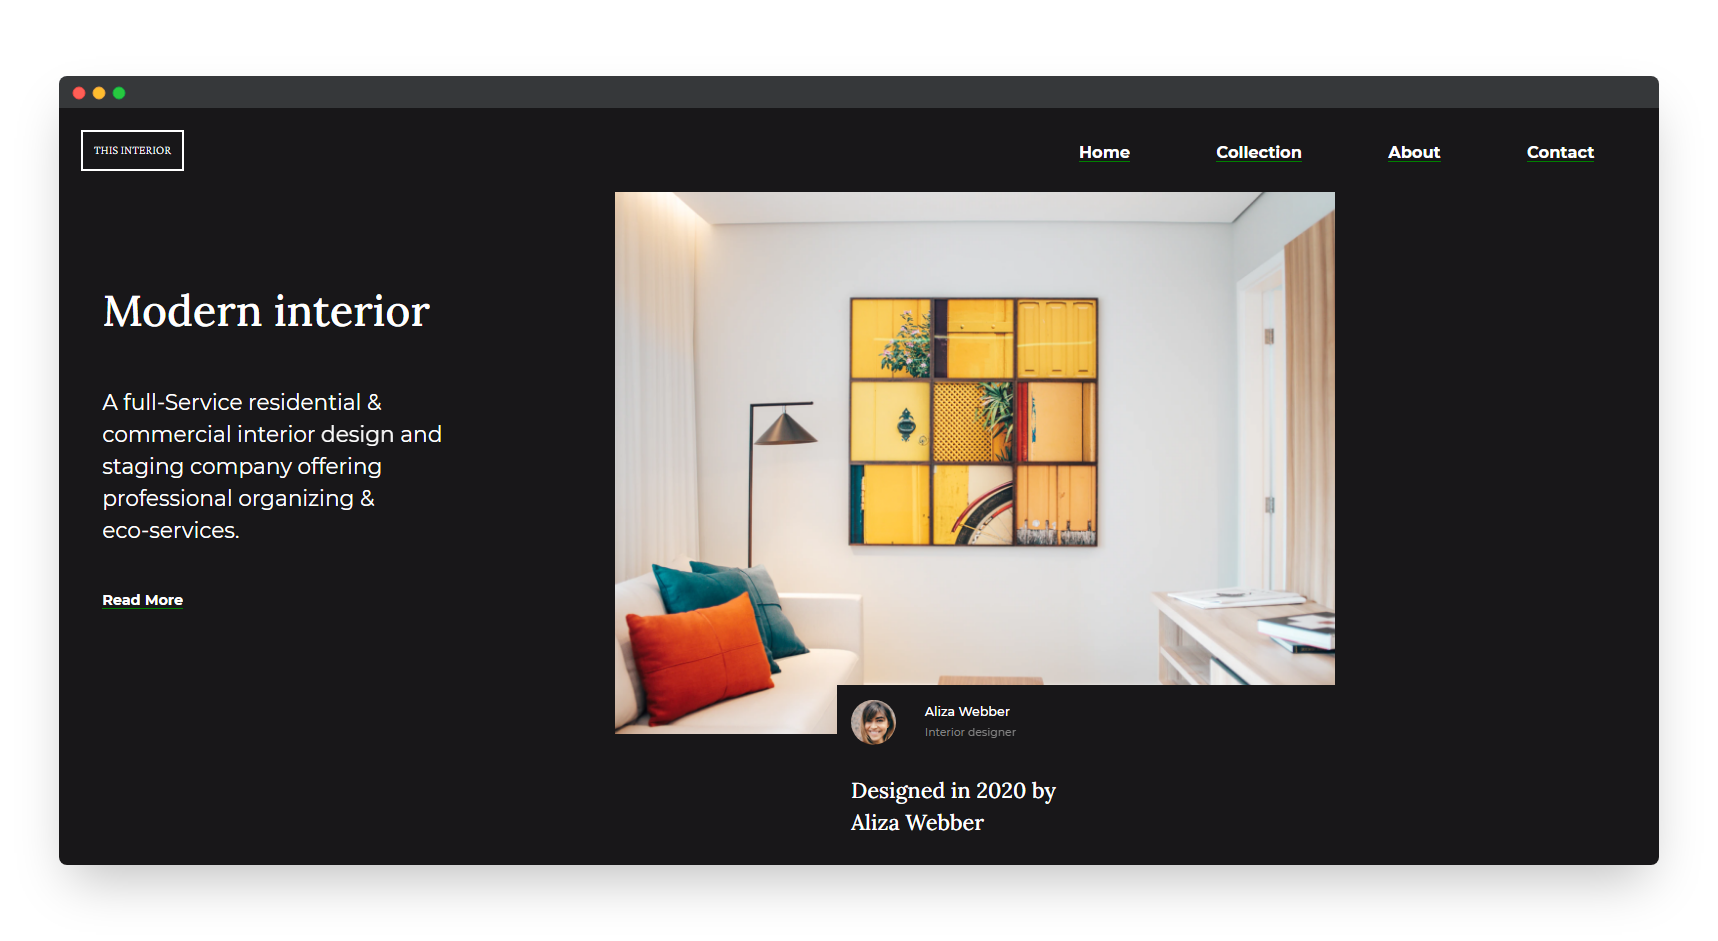 THIS INTERIOR
Home
Collection
About
Contact
Modern interior
A full-Service residential &
commercial interior design and
staging company offering
professional organizing &
eco-services.
Read More
Aliza Webber
Interior designer
Designed in 2020 by
Aliza Webber